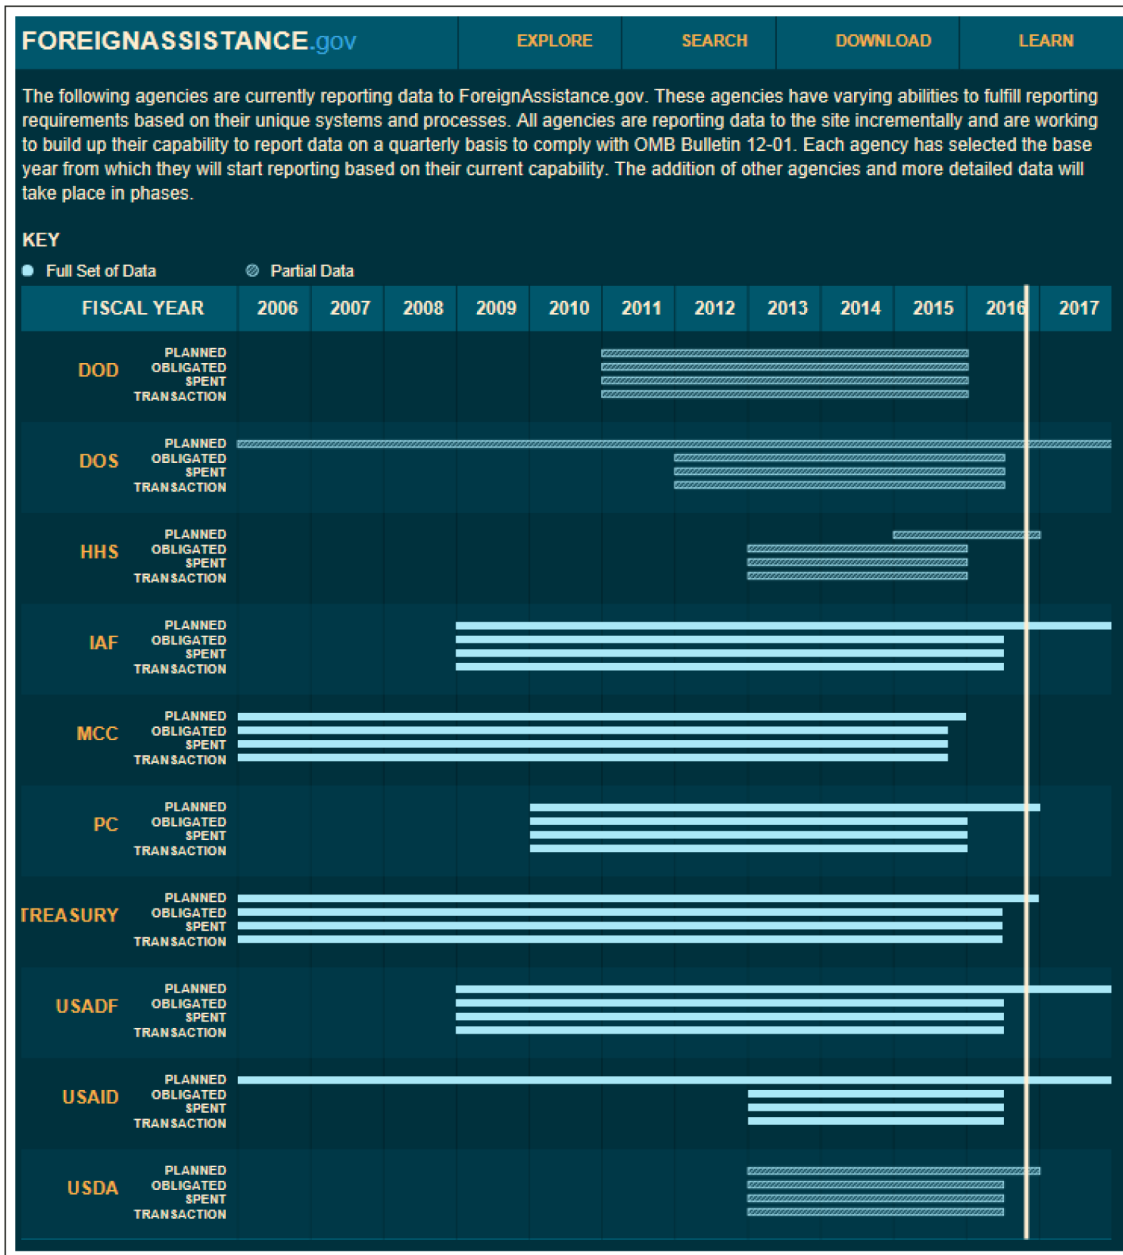 FOREIGNASSISTANCE.gov EXPLORE SEARCH DOWNLOAD LEARN
The following agencies are currently reporting data to ForeignAssistance.gov. These agencies have varying abilities to fulfill reporting
requirements based on their unique systems and processes. All agencies are reporting data to the site incrementally and are working
to build up their capability to report data on a quarterly basis to comply with OMB Bulletin 12-01. Each agency has selected the base
year from which they will start reporting based on their current capability. The addition of other agencies and more detailed data will
take place in phases.
KEY
Full Set of Data Partial Data
FISCAL YEAR 2006 2007 2008 2009 2010 2011 2012 2013 2014 2015 2016 2017
DOD
PLANNED
OBLIGATED
SPENT
TRANSACTION
DOS
PLANNED
OBLIGATED
SPENT
TRANSACTION
HHS
PLANNED
OBLIGATED
SPENT
TRANSACTION
IAF
PLANNED
OBLIGATED
SPENT
TRANSACTION
MCC
PLANNED
OBLIGATED
SPENT
TRANSACTION
PC
PLANNED
OBLIGATED
SPENT
TRANSACTION
TREASURY
PLANNED
OBLIGATED
SPENT
TRANSACTION
USADF
PLANNED
OBLIGATED
SPENT
TRANSACTION
USAID
PLANNED
OBLIGATED
SPENT
TRANSACTION
USDA
PLANNED
OBLIGATED
SPENT
TRANSACTION